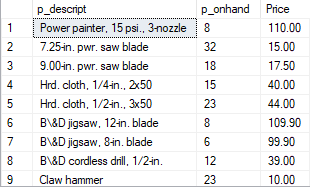 p_descript p_onhand Price
1 Power painter, 15 psi., 3-nozzle 8 110.00
2 7.25-in. pwr. saw blade 32 15.00
3 9.00-in. pwr. saw blade 18 17.50
4 Hrd. cloth, 1/4-in., 2x50 15 40.00
5 Hrd. cloth, 1/2-in., 3x50 23 44.00
6 B\&D jigsaw, 12-in. blade 8 109.90
7 B\&D jigsaw, 8-in. blade 6 99.90
8 B\&D cordless drill, 1/2-in. 12 39.00
9 Claw hammer 23 10.00